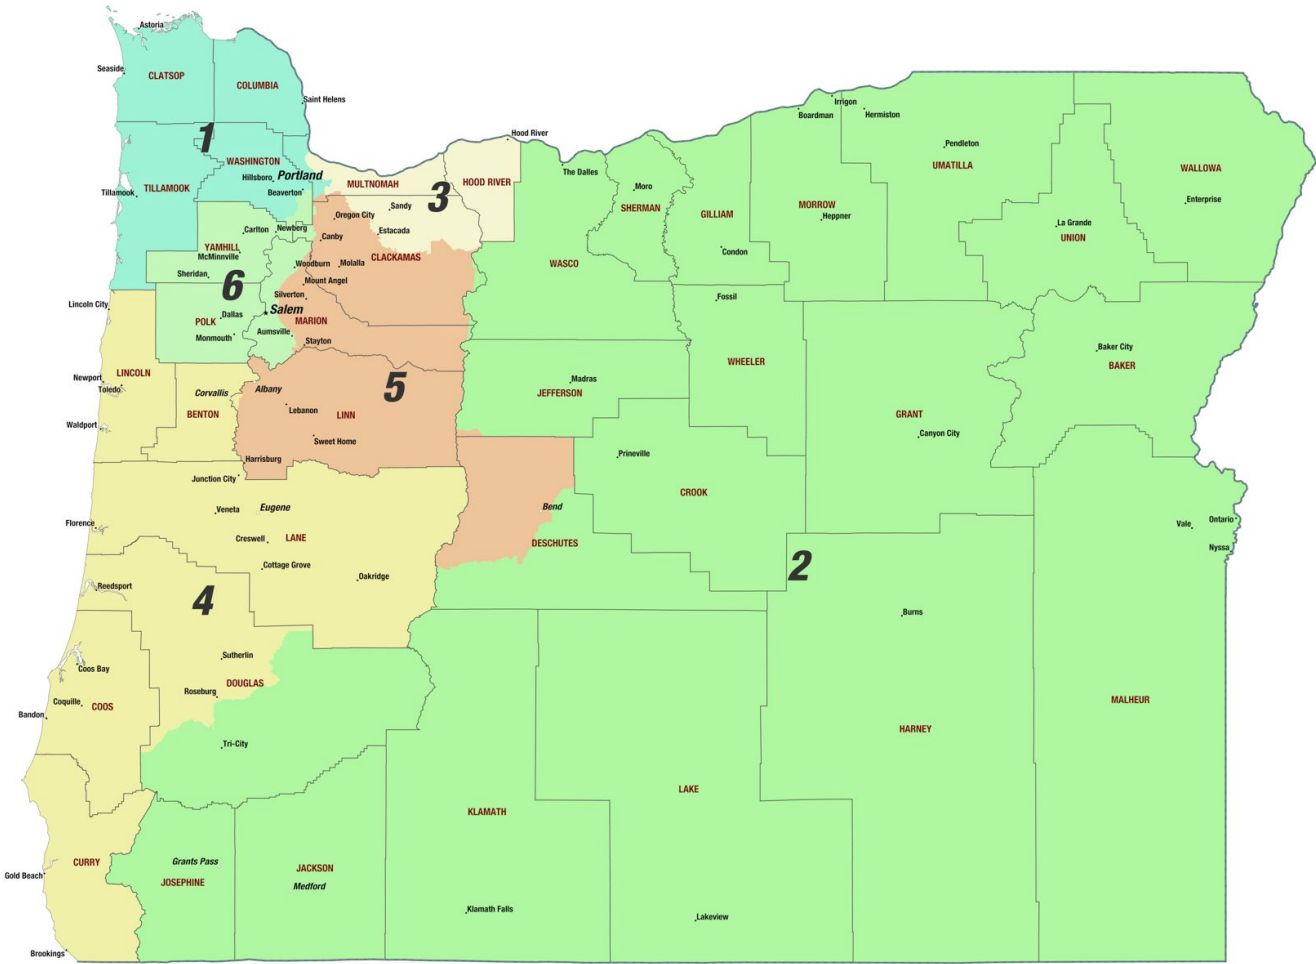 Astoria
Seaside
CLATSOP
COLUMBIA
Saint Helens
1
WASHINGTON
Hillsboro
Portland
Beaverton
Tillamook
TILLAMOOK
MULTNOMAH
3
HOOD RIVER
Hood River
Sandy
Oregon City
Estacada
Canby
CLACKAMAS
Molalla
Carlton
Newberg
YAMHILL
McMinnville
Sheridan
6
Woodburn
Mount Angel
Silverton
Salem
Dallas
POLK
Monmouth
MARION
Aumsville
Stayton
Lincoln City
LINCOLN
Newport
Toledo
Waldport
Corvallis
BENTON
Albany
5
Lebanon
LINN
Sweet Home
Harrisburg
Junction City
Veneta
Eugene
LANE
Creswell
Cottage Grove
Oakridge
Florence
Reedsport
4
Sutherlin
DOUGLAS
Roseburg
Coos Bay
Coquille
COOS
Bandon
Tri-City
CURRY
Gold Beach
Brookings
Grants Pass
JOSEPHINE
JACKSON
Medford
The Dalles
Moro
SHERMAN
WASCO
GILLIAM
Condon
Boardman
Irrigon
Hermiston
MORROW
Heppner
Pendleton
UMATILLA
La Grande
UNION
WALLOWA
Enterprise
Fossil
WHEELER
Madras
JEFFERSON
Prineville
CROOK
Bend
DESCHUTES
2
GRANT
Canyon City
Baker City
BAKER
Vale
Ontario
Nyssa
Burns
HARNEY
MALHEUR
KLAMATH
Klamath Falls
LAKE
Lakeview